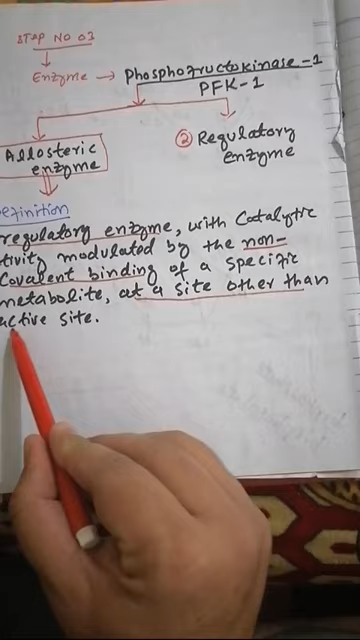 STEP NO 03
Enzyme → Phosphofructokinase-1
PFK-1
Allosteric
enzyme
② Regulatory
enzyme
Definition
regulatory enzyme, with Catalytic
tivity modulated by the non-
Covalent binding of a specific
metabolite, at a site other than
active site.